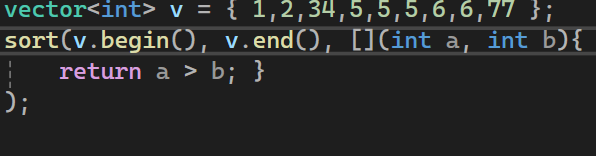 vector<int> v = { 1,2,34,5,5,5,6,6,77 };
sort(v.begin(), v.end(), [](int a, int b){
    return a > b; }
);